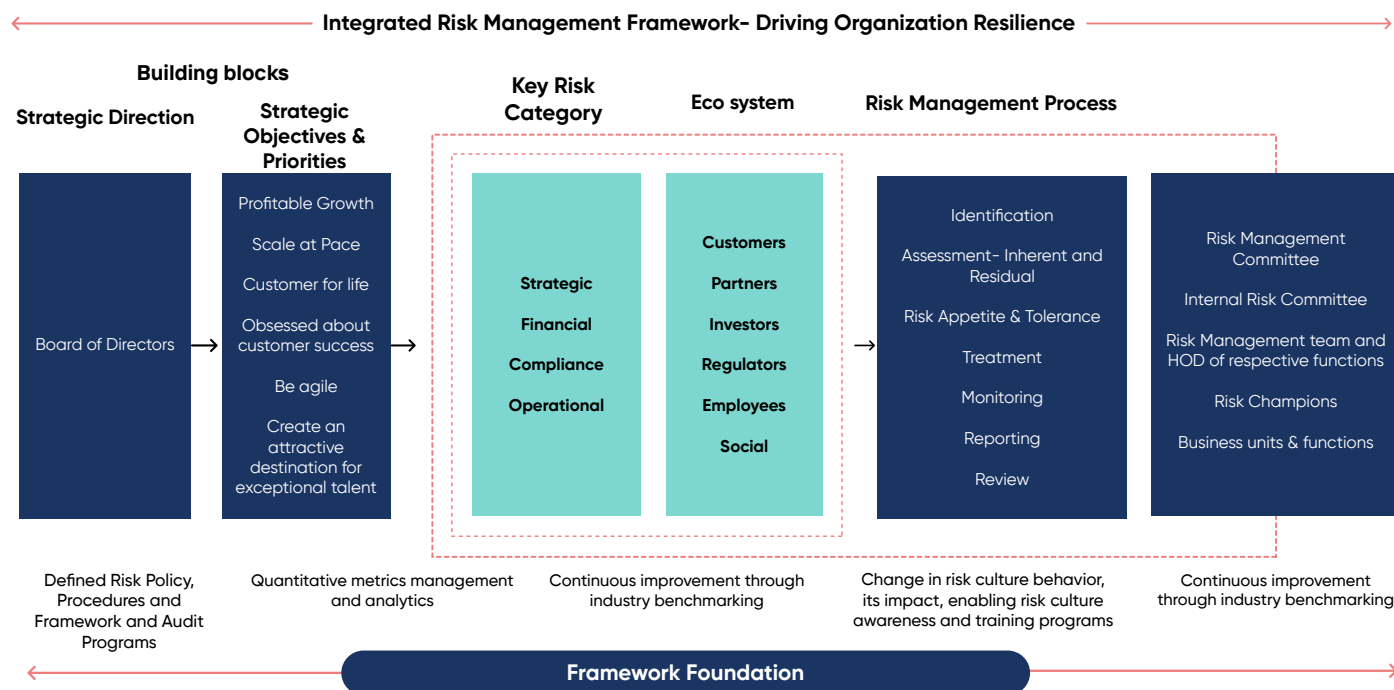 Integrated Risk Management Framework- Driving Organization Resilience
Building blocks
Strategic Direction
Strategic
Objectives &
Priorities
Key Risk
Category
Eco system
Risk Management Process
Board of Directors
Profitable Growth
Scale at Pace
Customer for life
Obsessed about
customer success
Be agile
Create an
attractive
destination for
exceptional talent
Strategic
Financial
Compliance
Operational
Customers
Partners
Investors
Regulators
Employees
Social
Identification
Assessment- Inherent and
Residual
Risk Appetite & Tolerance
Treatment
Monitoring
Reporting
Review
Risk Management
Committee
Internal Risk Committee
Risk Management team and
HOD of respective functions
Risk Champions
Business units & functions
Defined Risk Policy,
Procedures and
Framework and Audit
Programs
Quantitative metrics management
and analytics
Continuous improvement through
industry benchmarking
Change in risk culture behavior,
its impact, enabling risk culture
awareness and training programs
Continuous improvement
through industry benchmarking
Framework Foundation